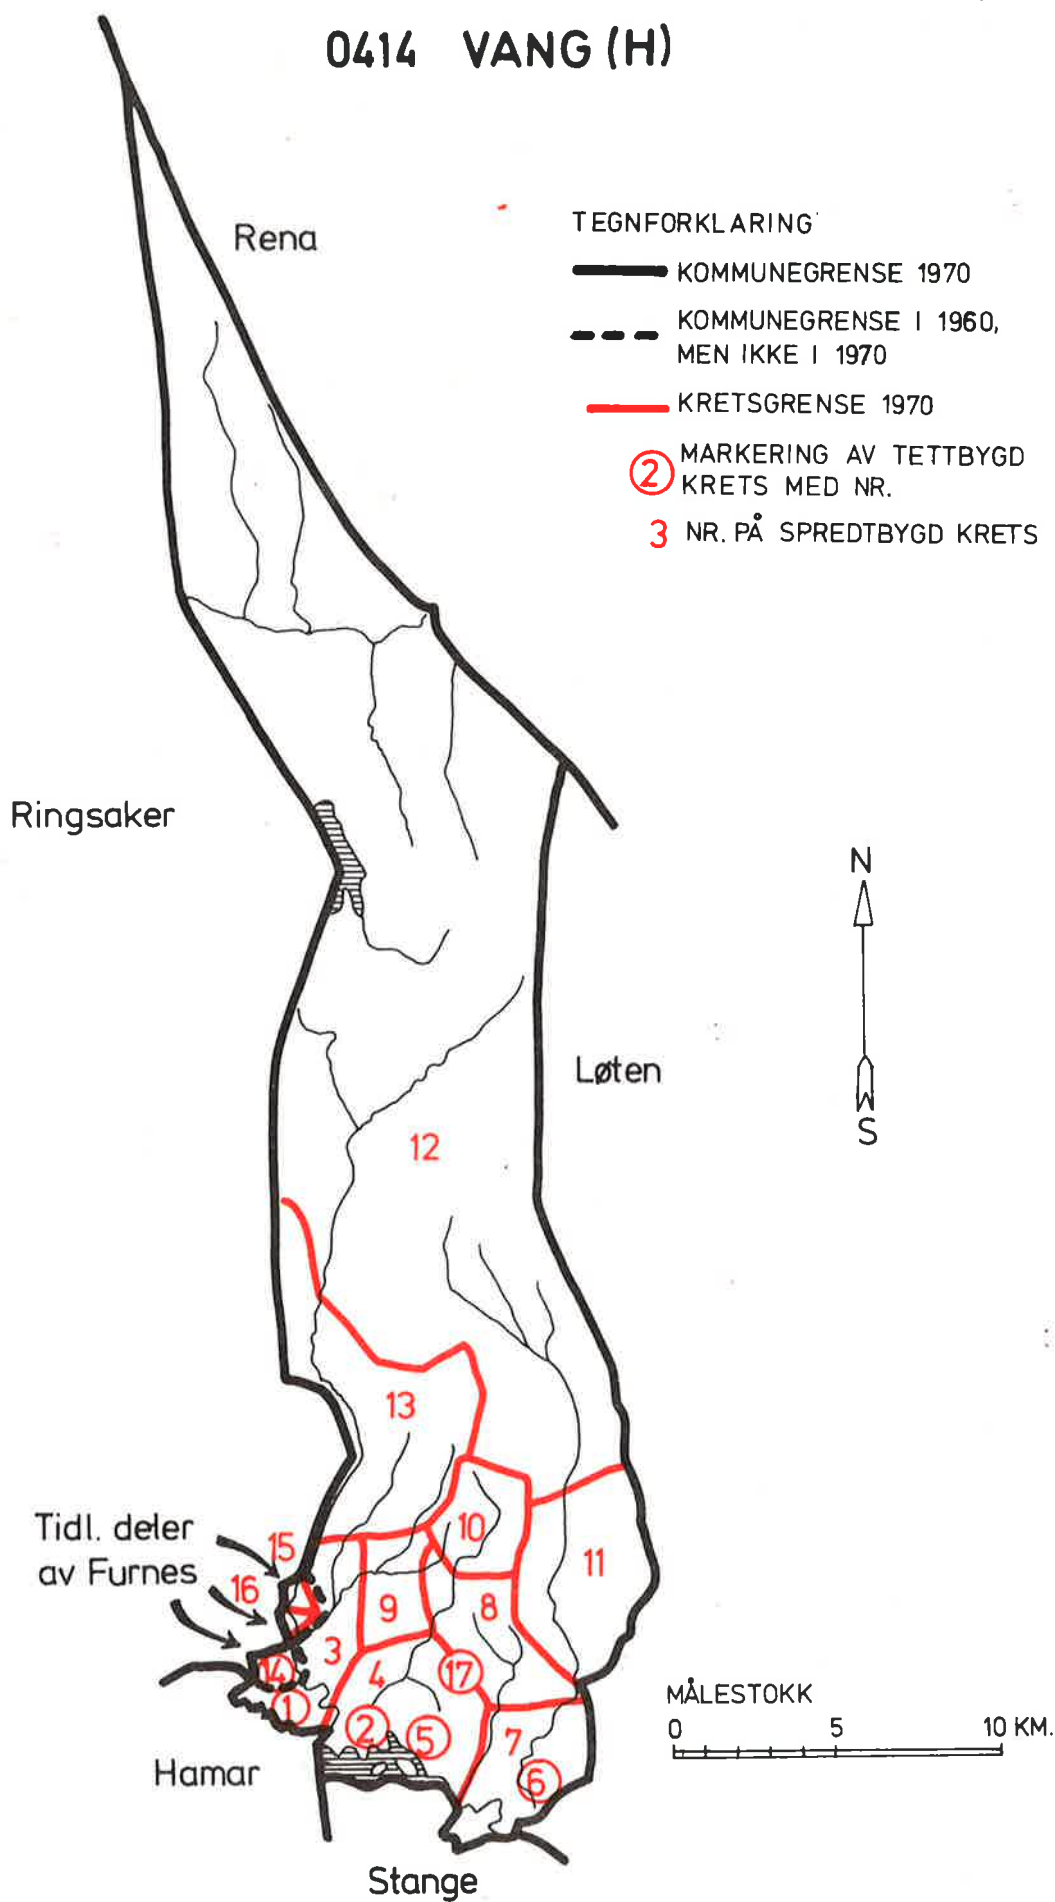 0414 VANG (H)
Rena
TEGNFORKLARING
KOMMUNEGRENSE 1970
KOMMUNEGRENSE I 1960,
MEN IKKE I 1970
KRETSGRENSE 1970
2 MARKERING AV TETTBYGD
KRETS MED NR.
3 NR. PÅ SPREDTBYGD KRETS
Ringsaker
N
Løten
S
12
13
Tidl. deler
av Furnes
15
10
11
16
9
8
3
4
17
14
1
2
5
7
6
MÅLESTOKK
0 5 10 KM.
Hamar
Stange